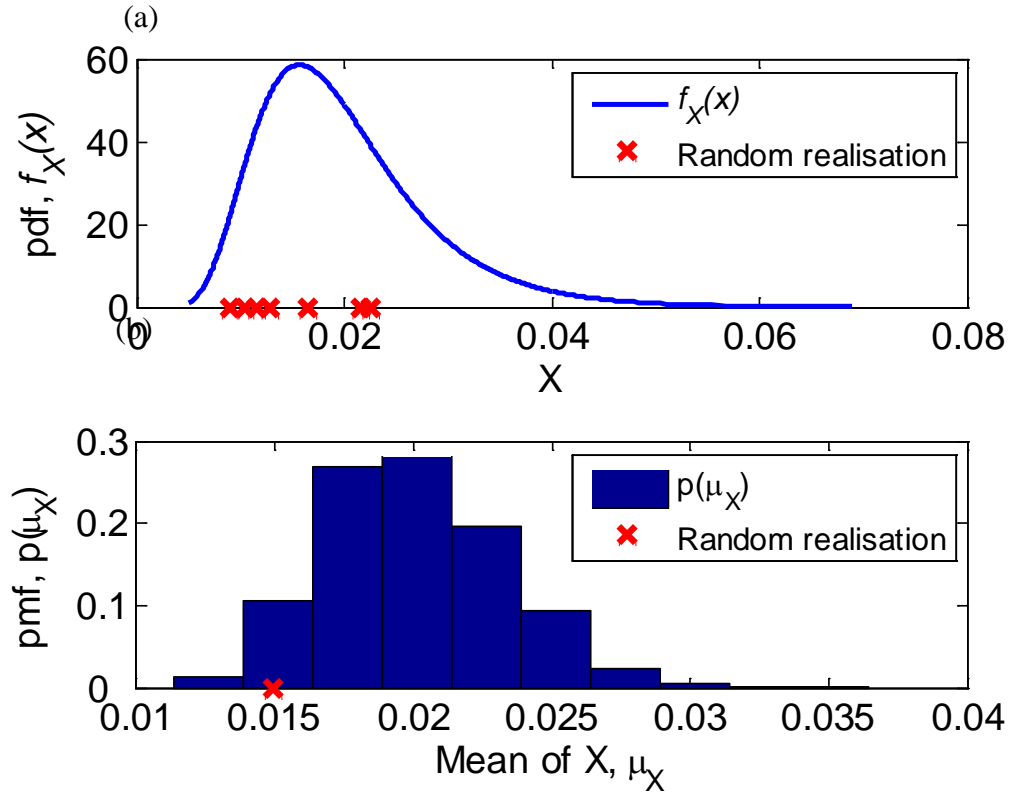 (a)
60
40
20
0
pdf, f_X(x)
f_X(x)
Random realisation
(b)
0
0.02
0.04
0.06
0.08
X
0.3
0.2
0.1
0
pmf, p(μ_X)
p(μ_X)
Random realisation
0.01
0.015
0.02
0.025
0.03
0.035
0.04
Mean of X, μ_X